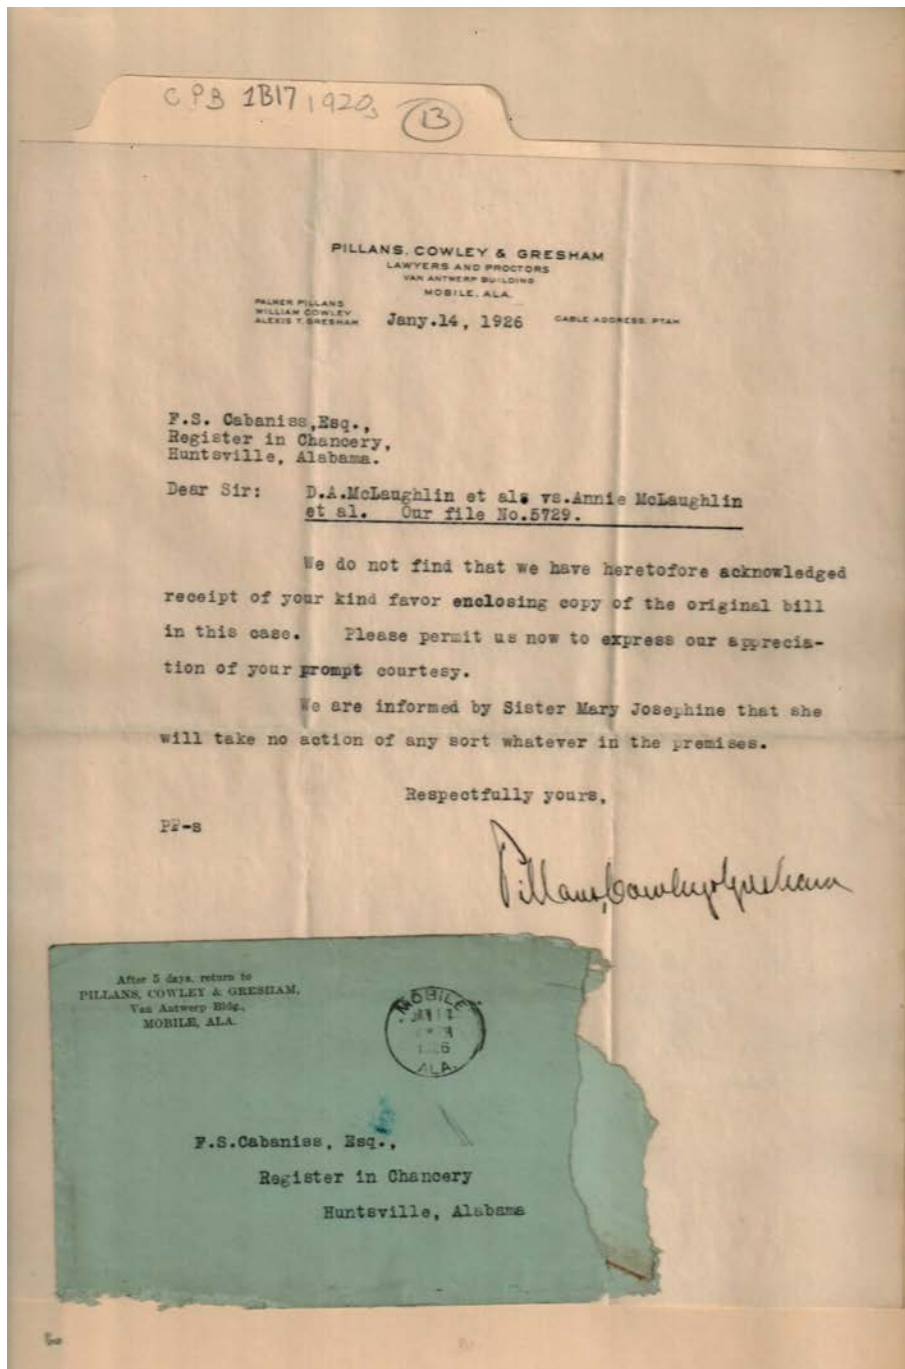 CPB 1B17 1920s 13
PILLANS, COWLEY & GRESHAM
LAWYERS AND PROCTORS
VAN ANTWERP BUILDING
MOBILE, ALA.
PALMER PILLANS
WILLIAM COWLEY
ALEXIS T. GRESHAM
Jany.14, 1926
CABLE ADDRESS, PTAH
F.S. Cabaniss,Esq.,
Register in Chancery,
Huntsville, Alabama.
Dear Sir: D.A.McLaughlin et als vs.Annie McLaughlin
et al. Our file No.5729.
We do not find that we have heretofore acknowledged
receipt of your kind favor enclosing copy of the original bill
in this case. Please permit us now to express our apprecia-
tion of your prompt courtesy.
We are informed by Sister Mary Josephine that she
will take no action of any sort whatever in the premises.
Respectfully yours,
PP-s
Pillans, Cowley & Gresham
After 5 days, return to
PILLANS, COWLEY & GRESHAM,
Van Antwerp Bldg.,
MOBILE, ALA.
MOBILE
JAN
ALA.
F.S.Cabaniss, Esq.,
Register in Chancery
Huntsville, Alabama